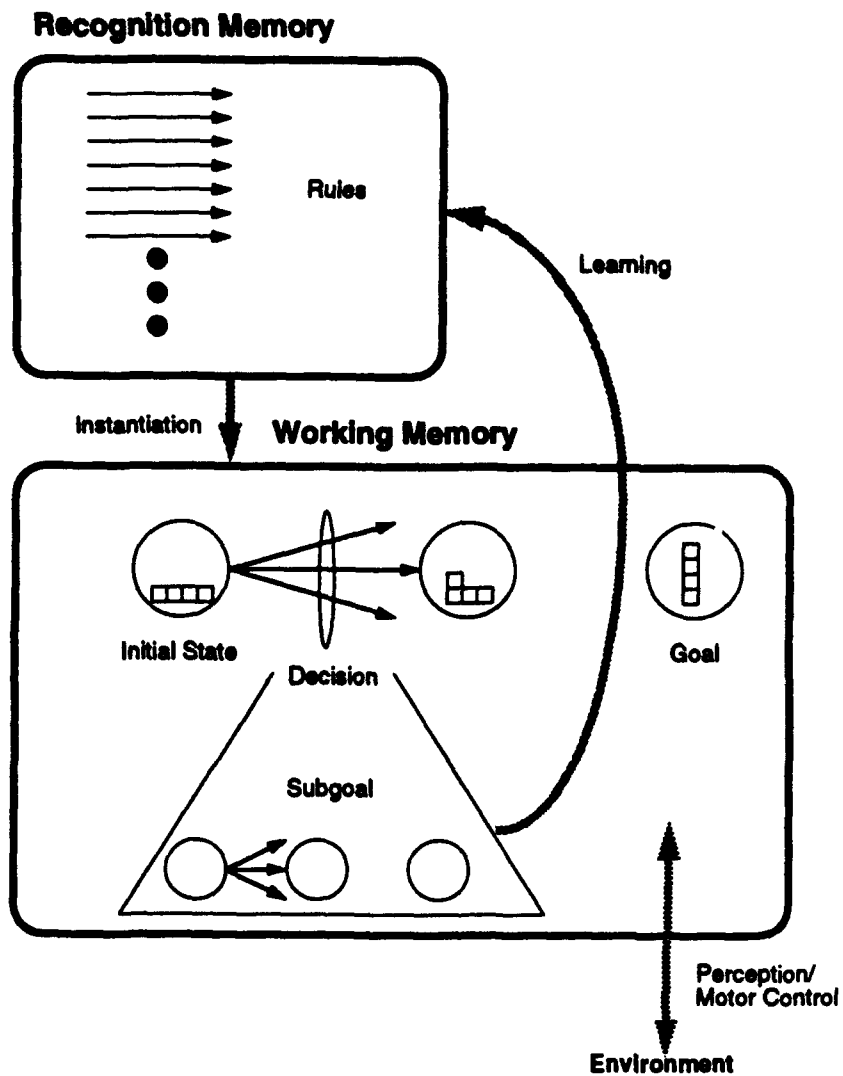 Recognition Memory
Rules
Learning
Instantiation
Working Memory
Initial State
Decision
Goal
Subgoal
Perception/
Motor Control
Environment